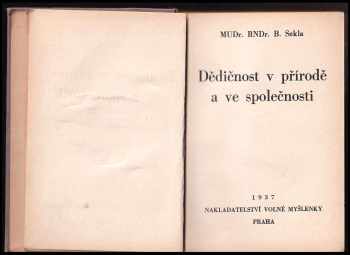 MUDr. RNDr. B. Sekla
Dědičnost v přírodě
a ve společnosti
1937
NAKLADATELSTVÍ VOLNÉ MYŠLENKY
PRAHA